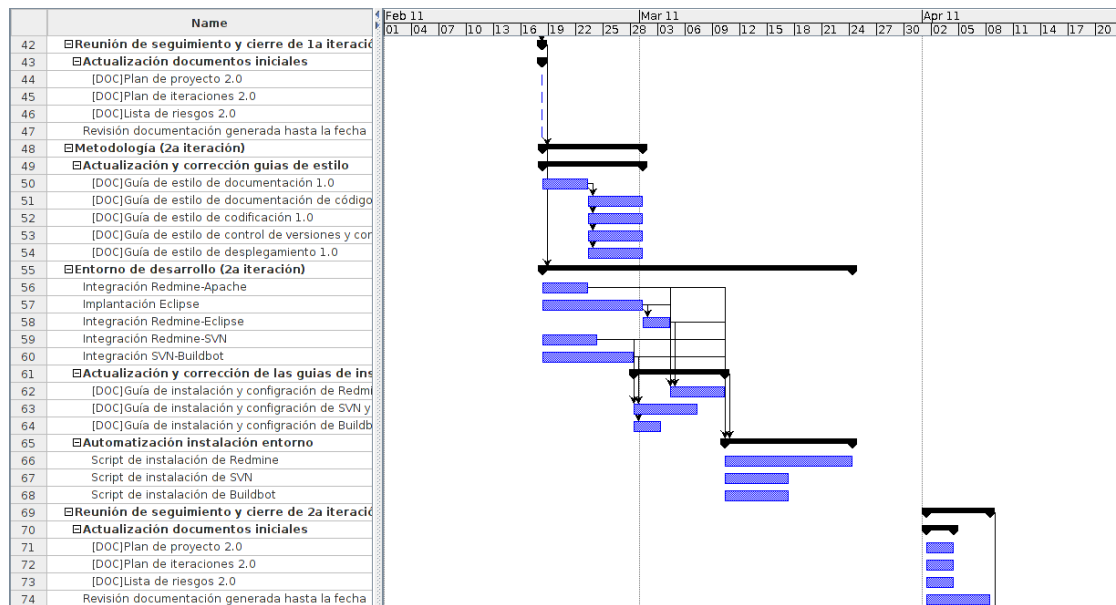 Name
Feb 11
Mar 11
Apr 11
01 04 07 10 13 16 19 22 25 28 03 06 09 12 15 18 21 24 27 30 02 05 08 11 14 17 20
42 Reunión de seguimiento y cierre de 1a iteració
43 Actualización documentos iniciales
44 [DOC]Plan de proyecto 2.0
45 [DOC]Plan de iteraciones 2.0
46 [DOC]Lista de riesgos 2.0
47 Revisión documentación generada hasta la fecha
48 Metodología (2a iteración)
49 Actualización y corrección guias de estilo
50 [DOC]Guía de estilo de documentación 1.0
51 [DOC]Guía de estilo de documentación de código
52 [DOC]Guía de estilo de codificación 1.0
53 [DOC]Guía de estilo de control de versiones y con
54 [DOC]Guía de estilo de desplegamiento 1.0
55 Entorno de desarrollo (2a iteración)
56 Integración Redmine-Apache
57 Implantación Eclipse
58 Integración Redmine-Eclipse
59 Integración Redmine-SVN
60 Integración SVN-Buildbot
61 Actualización y corrección de las guias de ins
62 [DOC]Guía de instalación y configración de Redmi
63 [DOC]Guía de instalación y configración de SVN y
64 [DOC]Guía de instalación y configración de Buildb
65 Automatización instalación entorno
66 Script de instalación de Redmine
67 Script de instalación de SVN
68 Script de instalación de Buildbot
69 Reunión de seguimiento y cierre de 2a iteració
70 Actualización documentos iniciales
71 [DOC]Plan de proyecto 2.0
72 [DOC]Plan de iteraciones 2.0
73 [DOC]Lista de riesgos 2.0
74 Revisión documentación generada hasta la fecha